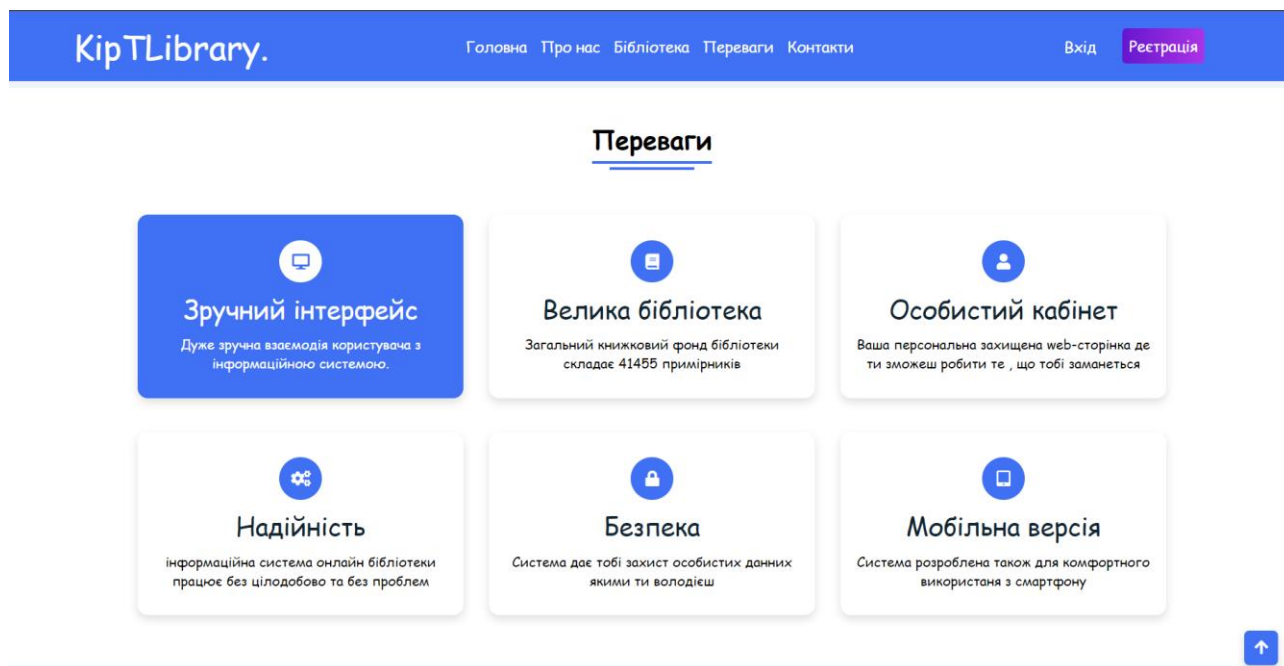 KipTLibrary.
Головна Про нас Бібліотека Переваги Контакти
Вхід Реєтрація
Переваги
Зручний інтерфейс
Дуже зручна взаємодія користувача з
інформаційною системою.
Велика бібліотека
Загальний книжковий фонд бібліотеки
складає 41455 примірників
Особистий кабінет
Ваша персональна захищена web-сторінка де
ти зможеш робити те , що тобі заманеться
Надійність
інформаційна система онлайн бібліотеки
працює без цілодобово та без проблем
Безпека
Система дає тобі захист особистих данних
якими ти володієш
Мобільна версія
Система розроблена також для комфортного
використаня з смартфону